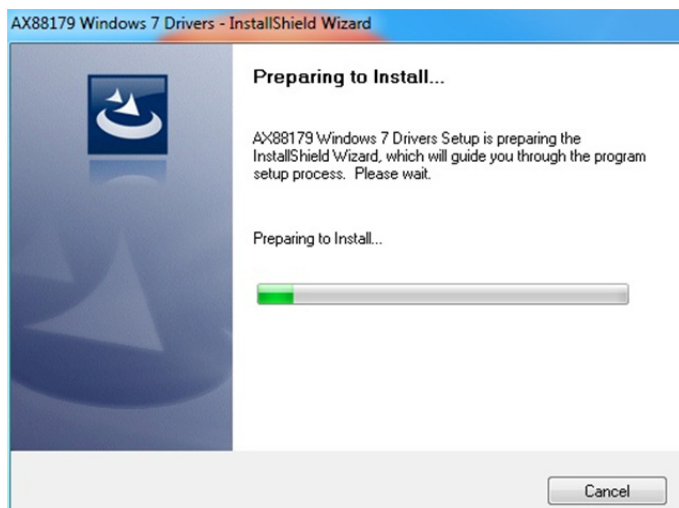 AX88179 Windows 7 Drivers - InstallShield Wizard
Preparing to Install...
AX88179 Windows 7 Drivers Setup is preparing the
InstallShield Wizard, which will guide you through the program
setup process. Please wait.
Preparing to Install...
Cancel